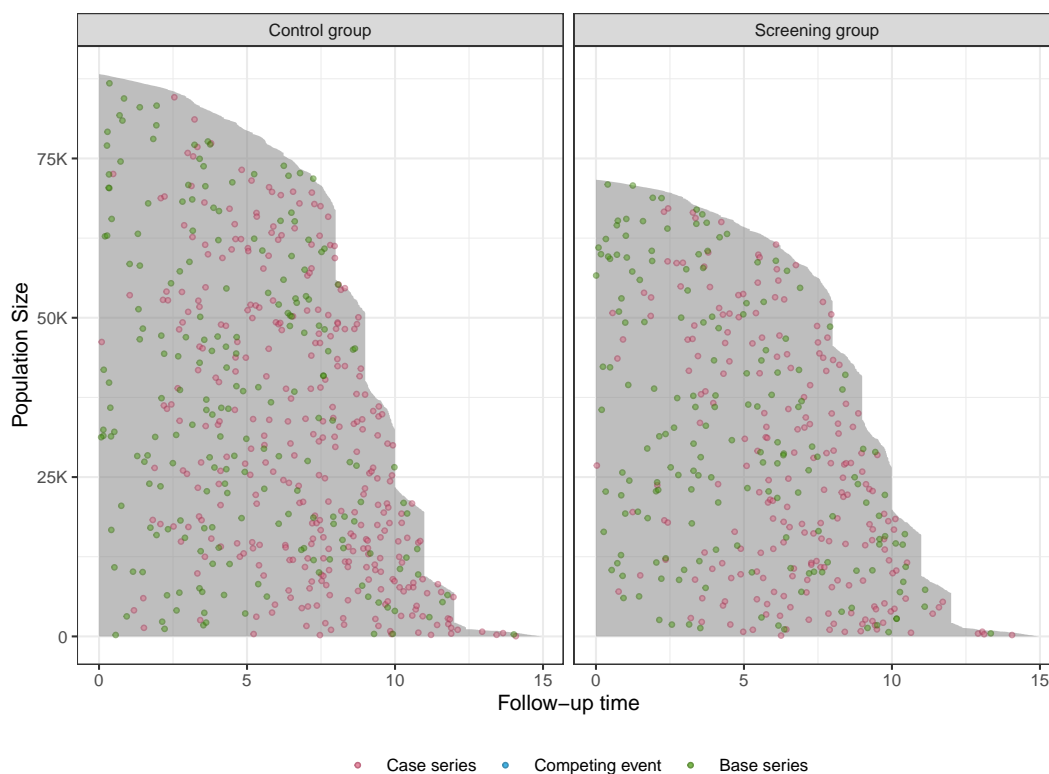 Control group
Screening group
Population Size
75K
50K
25K
0
0
5
10
15
0
5
10
15
Follow−up time
Case series
Competing event
Base series